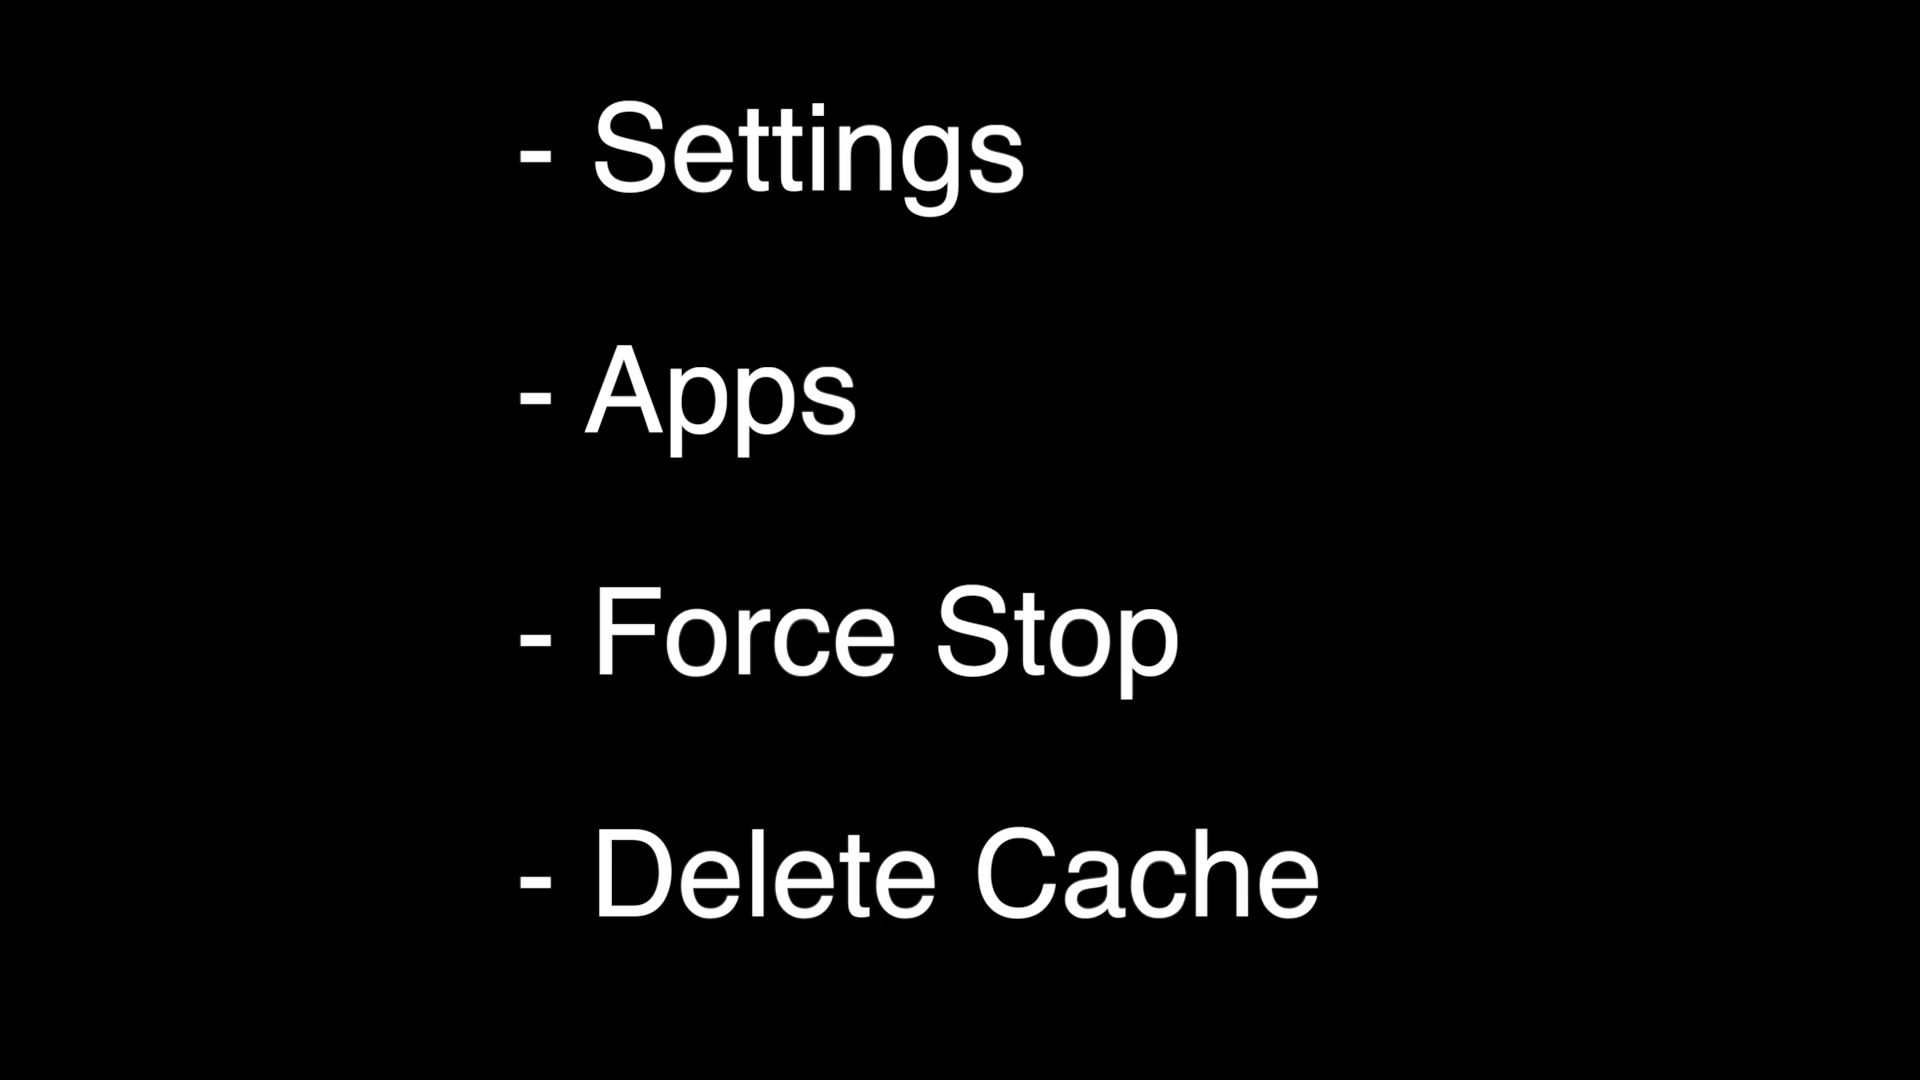 - Settings
- Apps
- Force Stop
- Delete Cache